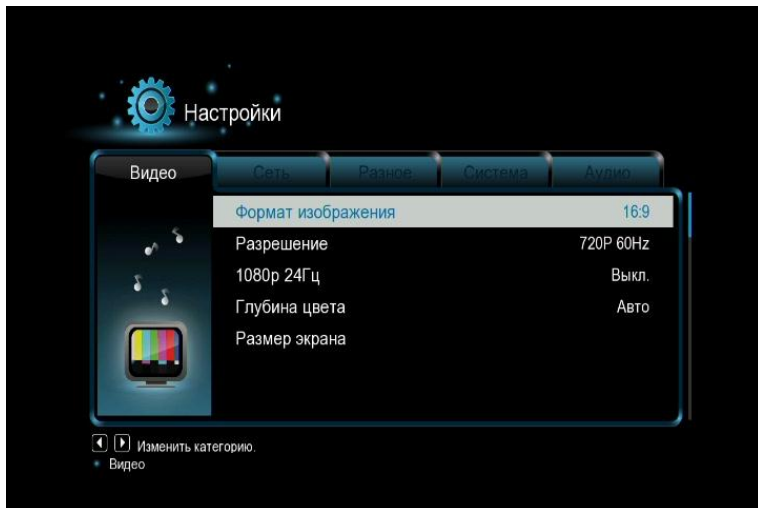 Настройки
Видео Сеть Разное Система Аудио
Формат изображения 16:9
Разрешение 720P 60Hz
1080p 24Гц Выкл.
Глубина цвета Авто
Размер экрана
Изменить категорию.
Видео